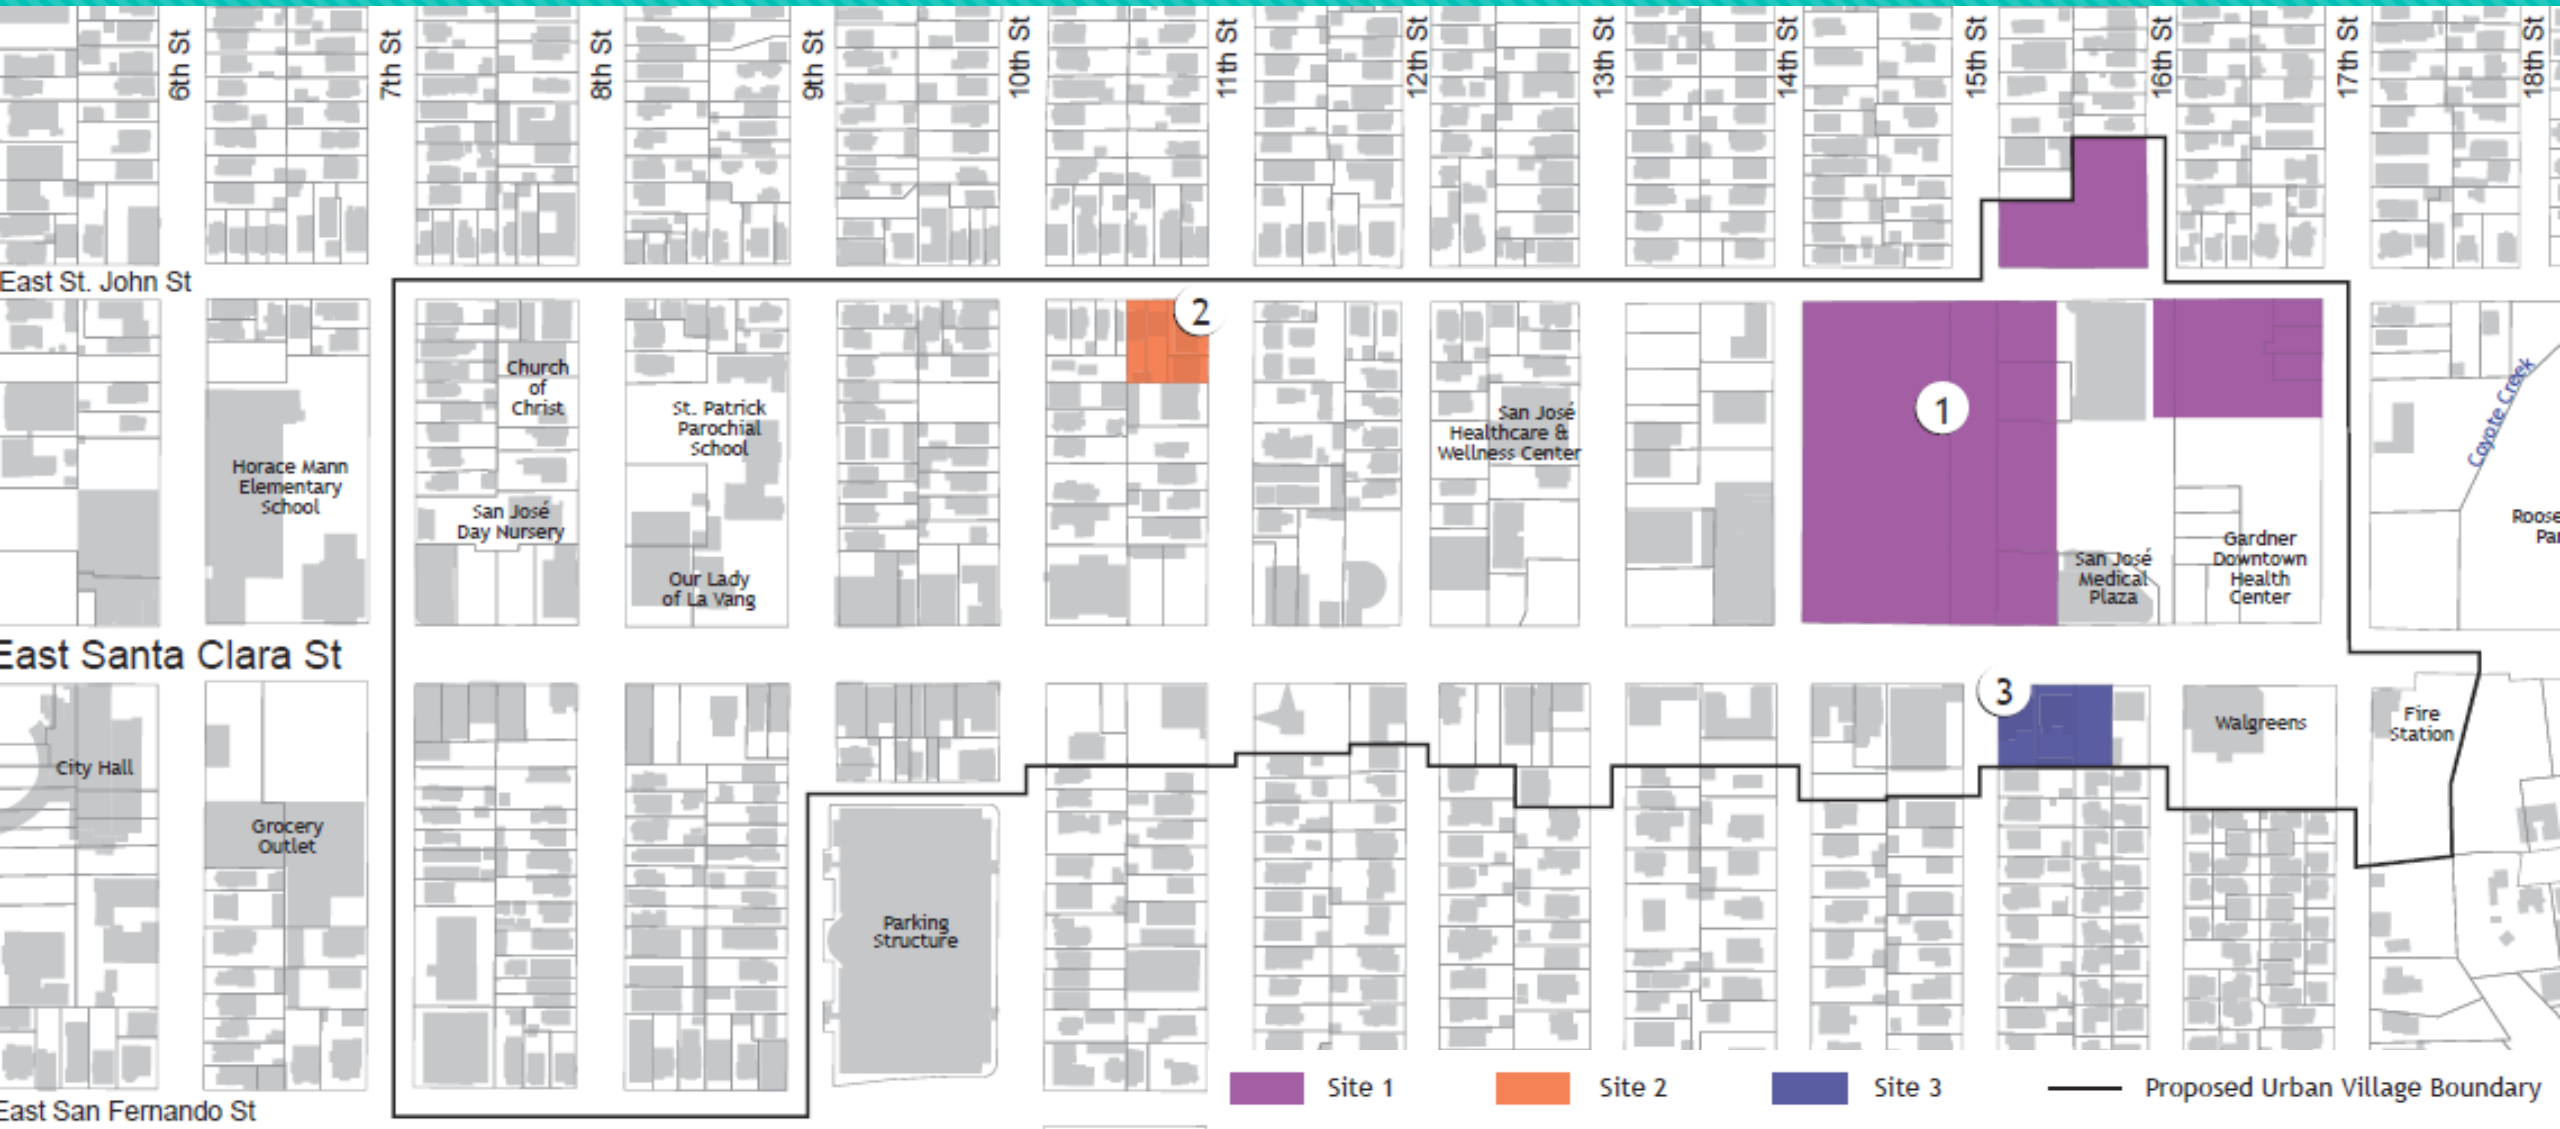 6th St
7th St
8th St
9th St
10th St
11th St
12th St
13th St
14th St
15th St
16th St
17th St
18th St
East St. John St
2
Church
of
Christ
St. Patrick
Parochial
School
Horace Mann
Elementary
School
San José
Day Nursery
Our Lady
of La Vang
San José
Healthcare &
Wellness Center
1
Coyote Creek
Roose
Par
Gardner
Downtown
Health
Center
San José
Medical
Plaza
East Santa Clara St
3
City Hall
Walgreens
Fire
Station
Grocery
Outlet
Parking
Structure
East San Fernando St
Site 1
Site 2
Site 3
Proposed Urban Village Boundary